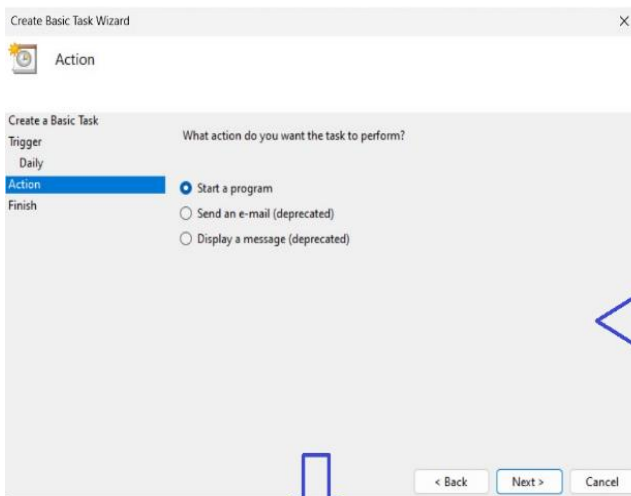 Create Basic Task Wizard
Action
Create a Basic Task
Trigger
Daily
Action
Finish
What action do you want the task to perform?
Start a program
Send an e-mail (deprecated)
Display a message (deprecated)
< Back Next > Cancel